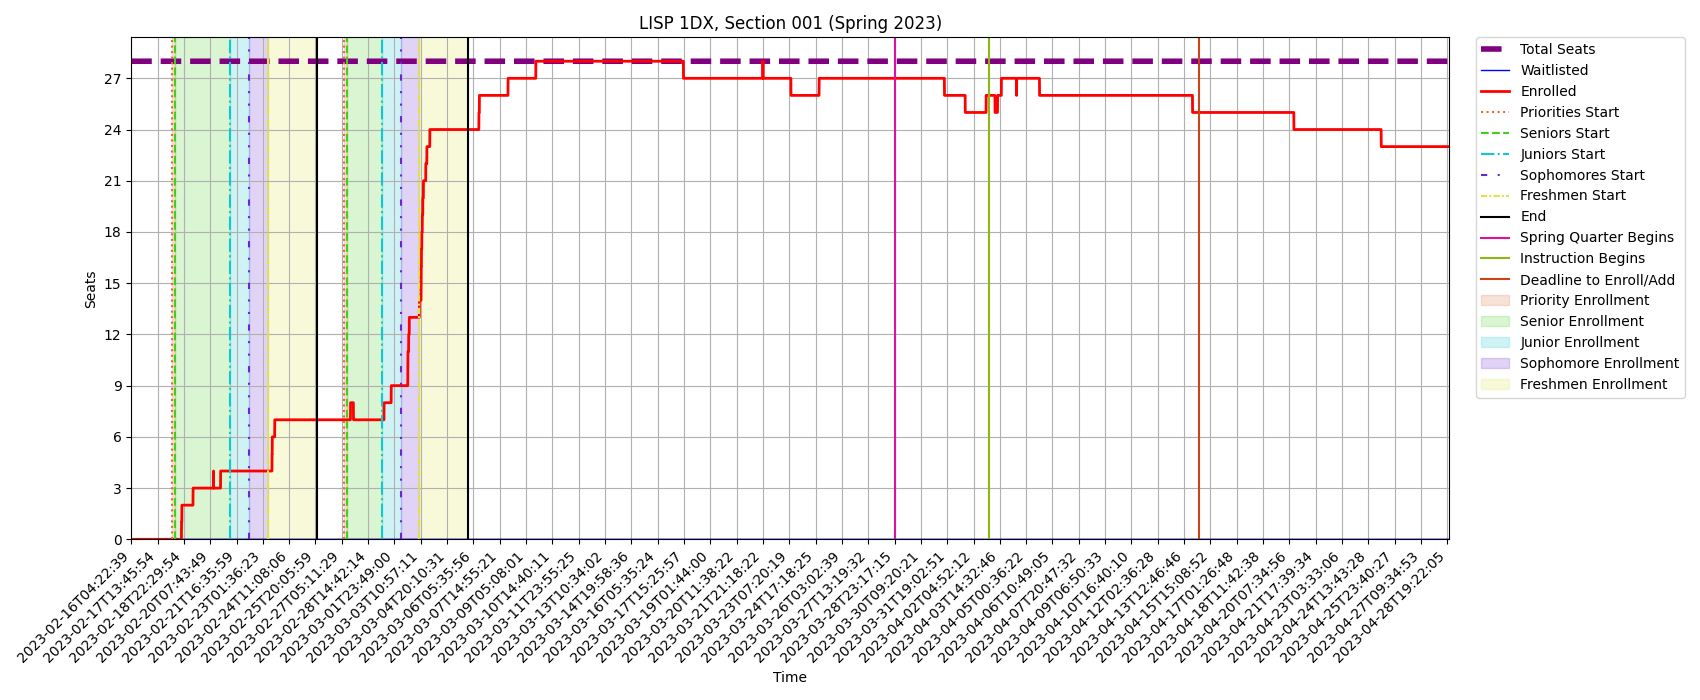 LISP 1DX, Section 001 (Spring 2023)
Seats
27
24
21
18
15
12
9
6
3
0
2023-02-16T04:22:39
2023-02-17T13:45:54
2023-02-18T22:29:54
2023-02-20T07:43:49
2023-02-21T16:35:59
2023-02-23T01:36:23
2023-02-24T11:08:06
2023-02-25T20:05:59
2023-02-27T05:11:29
2023-02-28T14:42:14
2023-03-01T23:49:00
2023-03-03T10:57:11
2023-03-04T20:10:31
2023-03-06T05:35:56
2023-03-07T14:55:21
2023-03-09T05:08:01
2023-03-10T14:40:11
2023-03-11T23:55:25
2023-03-13T10:34:02
2023-03-14T19:58:36
2023-03-16T05:35:24
2023-03-17T15:25:57
2023-03-19T01:44:00
2023-03-20T11:38:22
2023-03-21T21:18:22
2023-03-23T07:20:19
2023-03-24T17:18:25
2023-03-26T03:02:39
2023-03-27T13:19:32
2023-03-28T23:17:15
2023-03-30T09:20:21
2023-03-31T19:02:51
2023-04-02T04:52:12
2023-04-03T14:32:46
2023-04-05T00:36:22
2023-04-06T10:49:05
2023-04-07T20:47:32
2023-04-09T06:50:33
2023-04-10T16:40:10
2023-04-12T02:36:28
2023-04-13T12:46:46
2023-04-15T15:08:52
2023-04-17T01:26:48
2023-04-18T11:42:38
2023-04-20T07:34:56
2023-04-21T17:39:34
2023-04-23T03:33:06
2023-04-24T13:43:28
2023-04-25T23:40:27
2023-04-27T09:34:53
2023-04-28T19:22:05
Time
Total Seats
Waitlisted
Enrolled
Priorities Start
Seniors Start
Juniors Start
Sophomores Start
Freshmen Start
End
Spring Quarter Begins
Instruction Begins
Deadline to Enroll/Add
Priority Enrollment
Senior Enrollment
Junior Enrollment
Sophomore Enrollment
Freshmen Enrollment